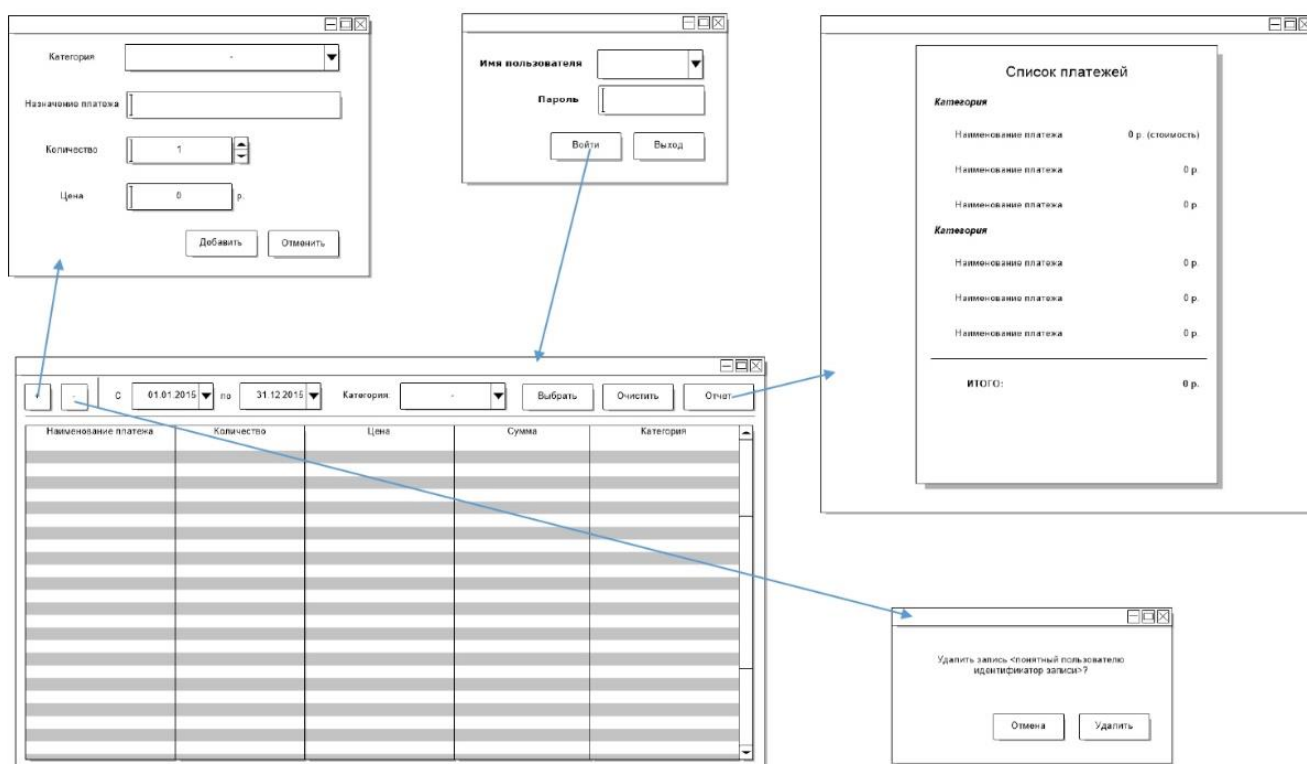 Категория
-
Назначение платежа
Количество
1
Цена
0
р.
Добавить
Отменить
Имя пользователя
Пароль
Войти
Выход
Список платежей
Категория
Наименование платежа 0 р. (стоимость)
Наименование платежа 0 р.
Наименование платежа 0 р.
Категория
Наименование платежа 0 р.
Наименование платежа 0 р.
Наименование платежа 0 р.
ИТОГО: 0 р.
+ - С 01.01.2015 по 31.12.2015 Категория - Выбрать Очистить Отчет
Наименование платежа Количество Цена Сумма Категория
Удалить запись <понятный пользователю
идентификатор записи>?
Отмена Удалить